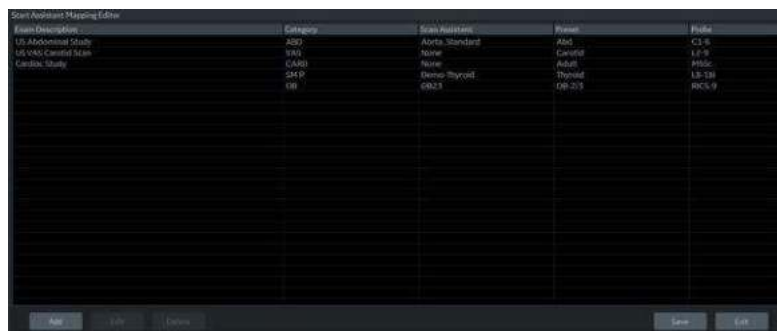 Start Assistant Mapping Editor
Exam Description Category Scan Assistant Preset Probe
US Abdominal Study ABD Aorta_Standard Abd C1-6
US VAS Carotid Scan VAS None Carotid L2-9
Cardiac Study CARD None Adult M5Sc
SM P Demo-Thyroid Thyroid L8-18i
OB OB23 OB-2/3 RIC5-9
Add Edit Delete Save Exit